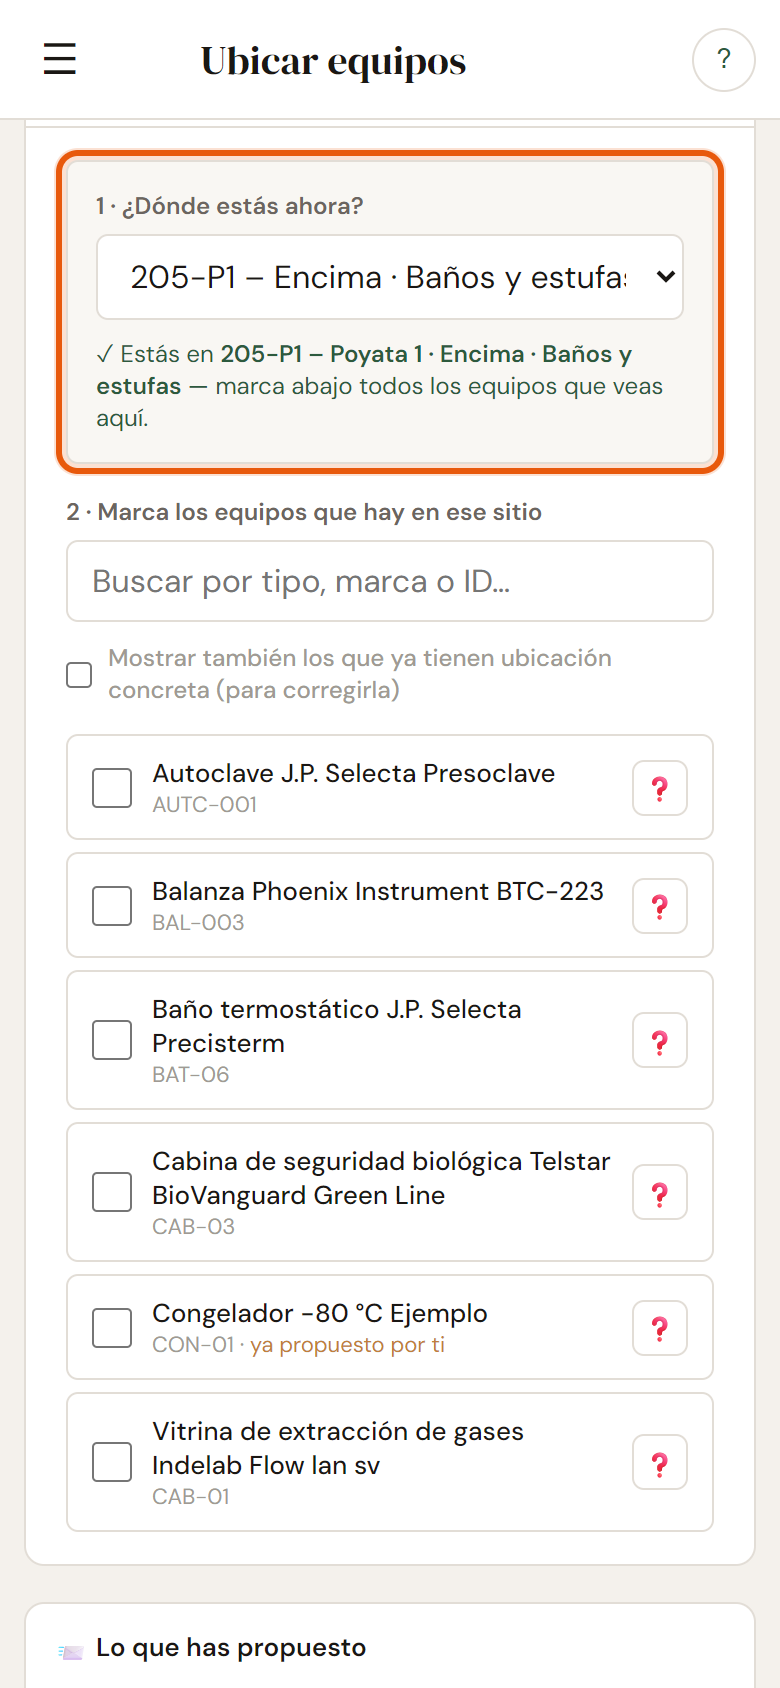 Ubicar equipos
?
1 · ¿Dónde estás ahora?
205-P1 – Encima · Baños y estufas
✓ Estás en 205-P1 – Poyata 1 · Encima · Baños y
estufas — marca abajo todos los equipos que veas
aquí.
2 · Marca los equipos que hay en ese sitio
Buscar por tipo, marca o ID...
Mostrar también los que ya tienen ubicación
concreta (para corregirla)
Autoclave J.P. Selecta Presoclave
AUTC-001
?
Balanza Phoenix Instrument BTC-223
BAL-003
?
Baño termostático J.P. Selecta
Precisterm
BAT-06
?
Cabina de seguridad biológica Telstar
BioVanguard Green Line
CAB-03
?
Congelador -80 °C Ejemplo
CON-01 · ya propuesto por ti
?
Vitrina de extracción de gases
Indelab Flow lan sv
CAB-01
?
Lo que has propuesto